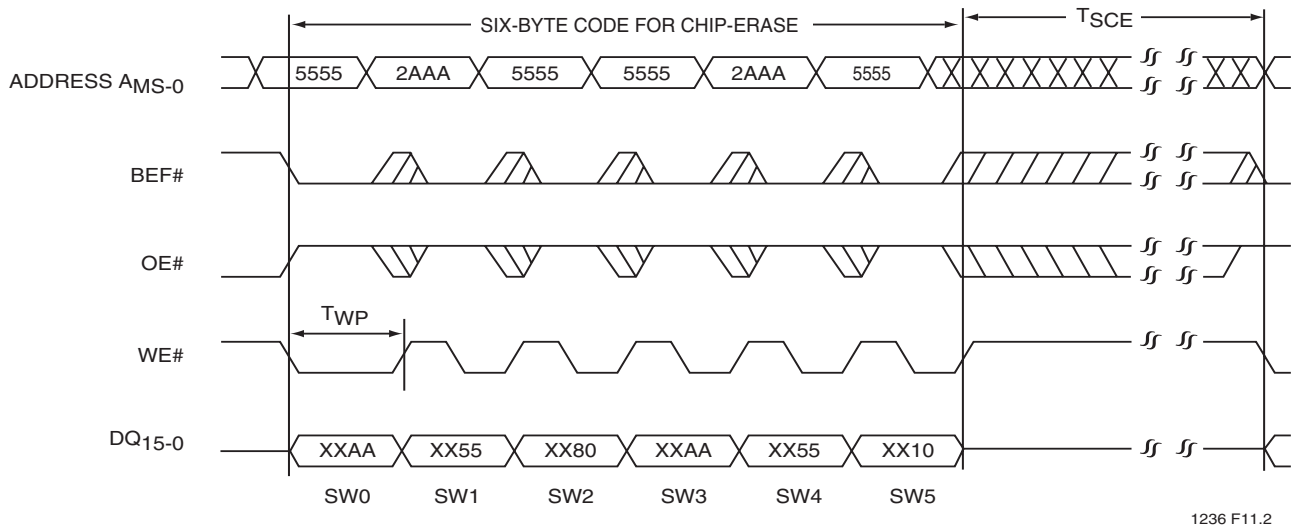 SIX-BYTE CODE FOR CHIP-ERASE
TSCE
ADDRESS AMS-0
5555 2AAA 5555 5555 2AAA 5555
BEF#
OE#
TWP
WE#
DQ15-0
XXAA XX55 XX80 XXAA XX55 XX10
SW0 SW1 SW2 SW3 SW4 SW5
1236 F11.2